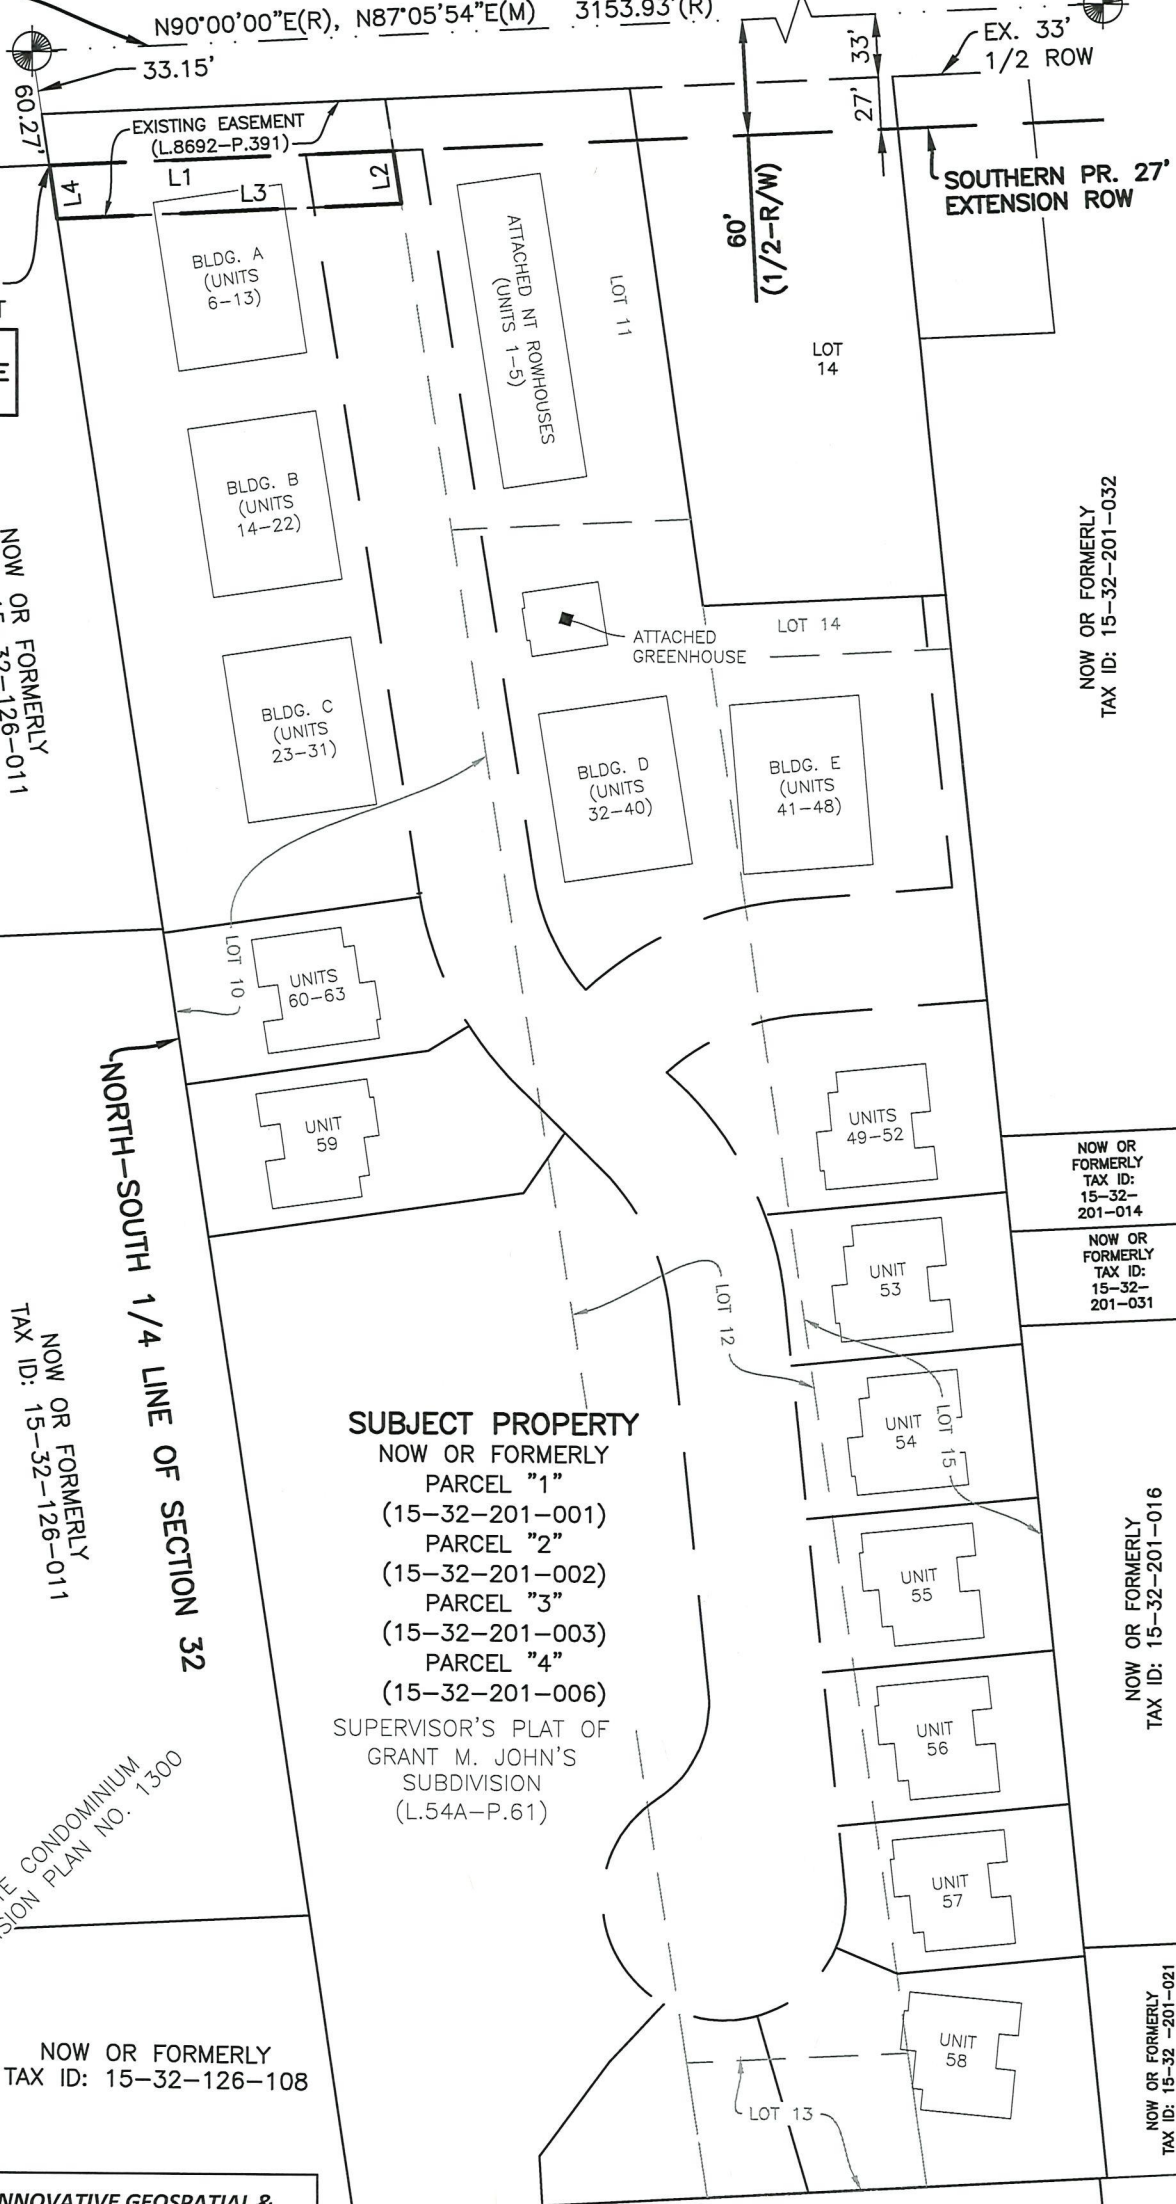 N90°00'00"E(R), N87°05'54"E(M) 3153.93'(R)
33.15'
60.27'
EXISTING EASEMENT
(L.8692-P.391)
L1
L2
L3
L4
33'
27'
EX. 33'
1/2 ROW
SOUTHERN PR. 27'
EXTENSION ROW
60'
(1/2-R/W)
BLDG. A
(UNITS
6-13)
ATTACHED NT ROWHOUSES
(UNITS 1-5)
LOT 11
LOT
14
T
E
BLDG. B
(UNITS
14-22)
NOW OR FORMERLY
TAX ID: 15-32-201-032
NOW OR FORMERLY
32-126-011
ATTACHED
GREENHOUSE
LOT 14
BLDG. C
(UNITS
23-31)
BLDG. D
(UNITS
32-40)
BLDG. E
(UNITS
41-48)
LOT 10
UNITS
60-63
NORTH-SOUTH 1/4 LINE OF SECTION 32
UNIT
59
UNITS
49-52
NOW OR
FORMERLY
TAX ID:
15-32-
201-014
NOW OR
FORMERLY
TAX ID:
15-32-
201-031
UNIT
53
LOT 12
NOW OR FORMERLY
TAX ID: 15-32-126-011
UNIT
54
LOT 15
SUBJECT PROPERTY
NOW OR FORMERLY
PARCEL "1"
(15-32-201-001)
PARCEL "2"
(15-32-201-002)
PARCEL "3"
(15-32-201-003)
PARCEL "4"
(15-32-201-006)
SUPERVISOR'S PLAT OF
GRANT M. JOHN'S
SUBDIVISION
(L.54A-P.61)
NOW OR FORMERLY
TAX ID: 15-32-201-016
UNIT
55
UNIT
56
UNIT
57
CONDOMINIUM
PLAN NO. 1300
UNIT
58
NOW OR FORMERLY
TAX ID: 15-32 -201-021
NOW OR FORMERLY
TAX ID: 15-32-126-108
LOT 13
NNOVATIVE GEOSPATIAL &